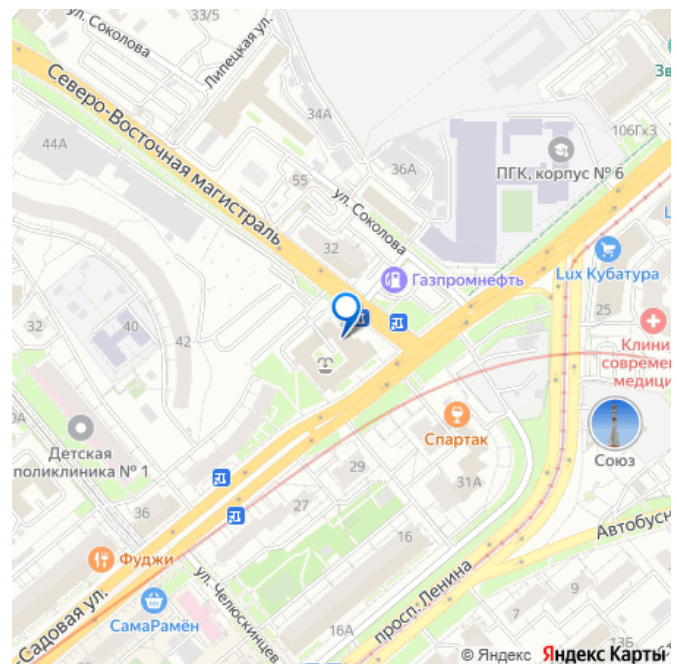 ул. Соколова
33/5
Липецкая ул.
Зв
Северо-Восточная магистраль
34А
44А
36А
106Гк3
ПГК, корпус № 6
55
ул. Соколова
32
Газпромнефть
Lux Кубатура
25
32
40
42
Клини
современ
медици
Спартак
Союз
0А
Детская
поликлиника № 1
29
31А
27
36
16
Автобусн
Фуджи
ул. Челюскинцев
просп. Ленина
9
7
СамаРамён
16А
13Б
-Садовая ул.
© Яндекс Яндекс Карты